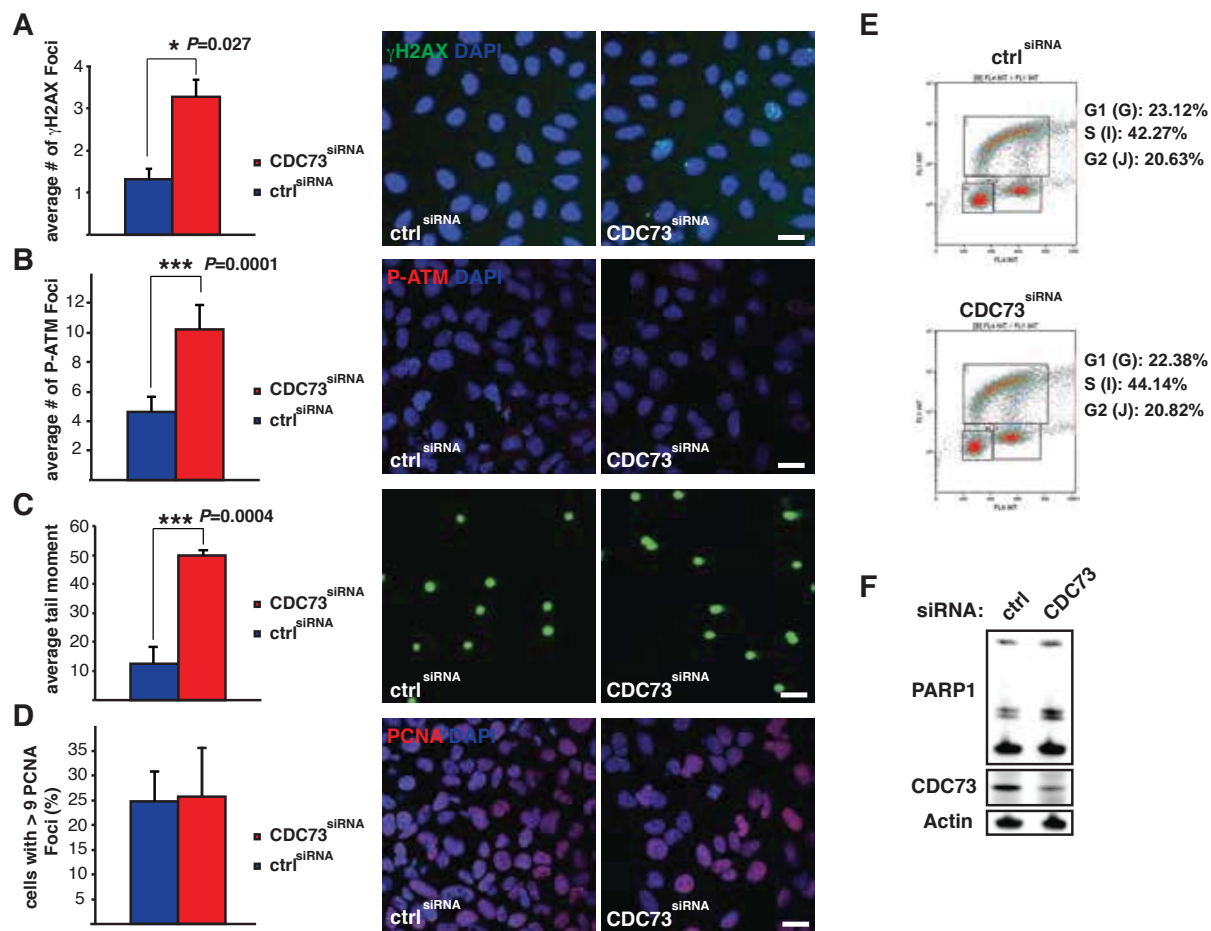 A
* P=0.027
average # of γH2AX Foci
4
3
2
1
CDC73siRNA
ctrlsiRNA
γH2AX DAPI
ctrlsiRNA
CDC73siRNA
B
*** P=0.0001
average # of P-ATM Foci
12
10
8
6
4
2
CDC73siRNA
ctrlsiRNA
P-ATM DAPI
ctrlsiRNA
CDC73siRNA
C
*** P=0.0004
average tail moment
60
50
40
30
20
10
CDC73siRNA
ctrlsiRNA
ctrlsiRNA
CDC73siRNA
D
cells with > 9 PCNA
Foci (%)
35
30
25
20
15
10
5
CDC73siRNA
ctrlsiRNA
PCNA DAPI
ctrlsiRNA
CDC73siRNA
E
ctrlsiRNA
G1 (G): 23.12%
S (I): 42.27%
G2 (J): 20.63%
FL4 INT
CDC73siRNA
G1 (G): 22.38%
S (I): 44.14%
G2 (J): 20.82%
FL4 INT
F
siRNA: ctrl CDC73
PARP1
CDC73
Actin